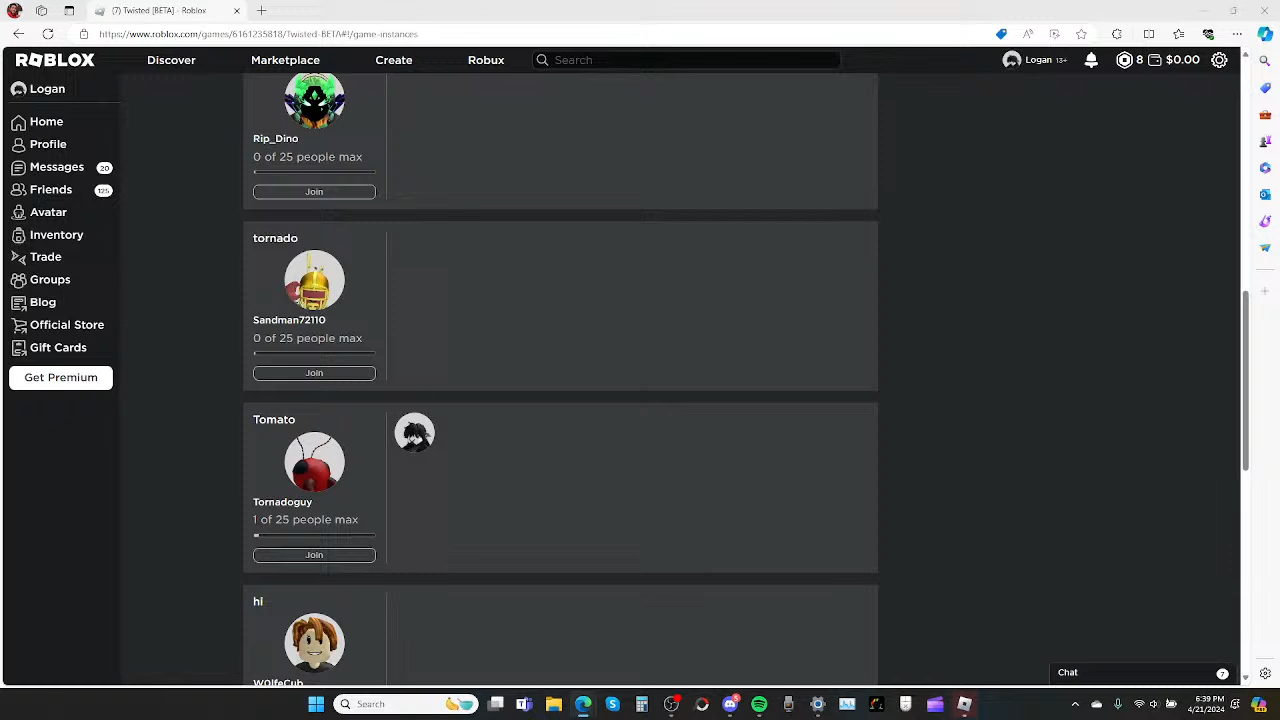 (7) Twisted [BETA] - Roblox
https://www.roblox.com/games/6161235818/Twisted-BETA#!/game-instances
ROBLOX
Discover
Marketplace
Create
Robux
Search
Logan 13+
8
$0.00
Logan
Home
Profile
Messages 20
Friends 125
Avatar
Inventory
Trade
Groups
Blog
Official Store
Gift Cards
Get Premium
Rip_Dino
0 of 25 people max
Join
tornado
Sandman72110
0 of 25 people max
Join
Tomato
Tornadoguy
1 of 25 people max
Join
hi
W0lfeCub
Chat 7
Search
5
6:39 PM
4/21/2024